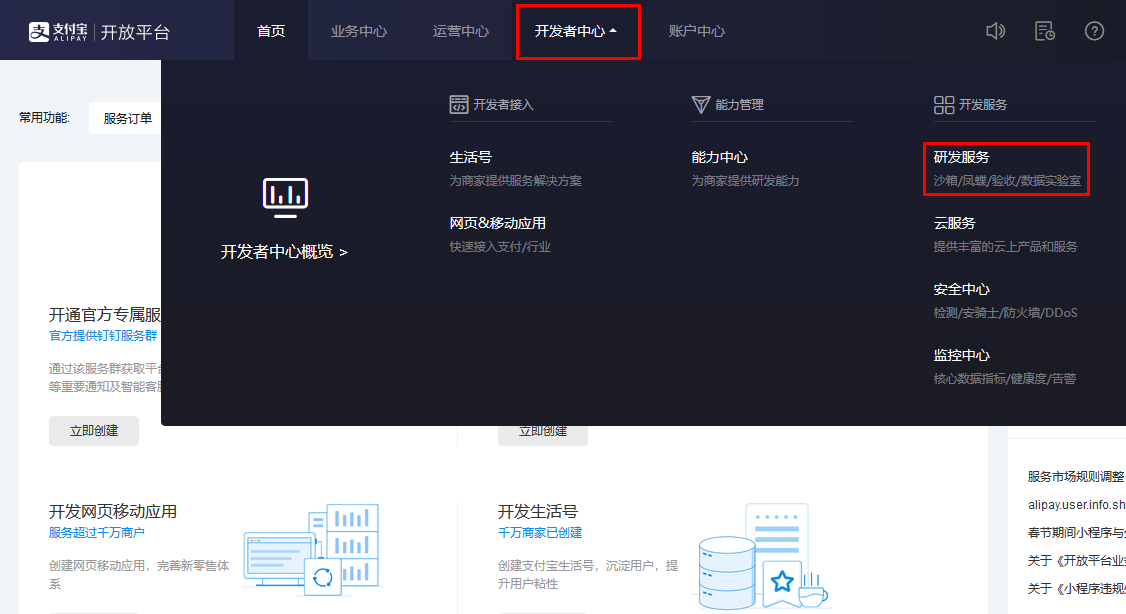 支付宝 ALIPAY 开放平台 首页 业务中心 运营中心 开发者中心 账户中心
常用功能: 服务订单
开发者中心概览 >
开发者接入
生活号
为商家提供服务解决方案
网页&移动应用
快速接入支付/行业
能力管理
能力中心
为商家提供研发能力
开发服务
研发服务
沙箱/凤蝶/验收/数据实验室
云服务
提供丰富的云上产品和服务
安全中心
检测/安骑士/防火墙/DDoS
监控中心
核心数据指标/健康度/告警
开通官方专属服
官方提供钉钉服务群
通过该服务群获取平台
等重要通知及智能客服
立即创建
立即创建
开发网页移动应用
服务超过千万商户
创建网页移动应用，完善新零售体
系
开发生活号
千万商家已创建
创建支付宝生活号，沉淀用户，提
升用户粘性
服务市场规则调整
alipay.user.info.sh
春节期间小程序与
关于《开放平台业
关于《小程序违规